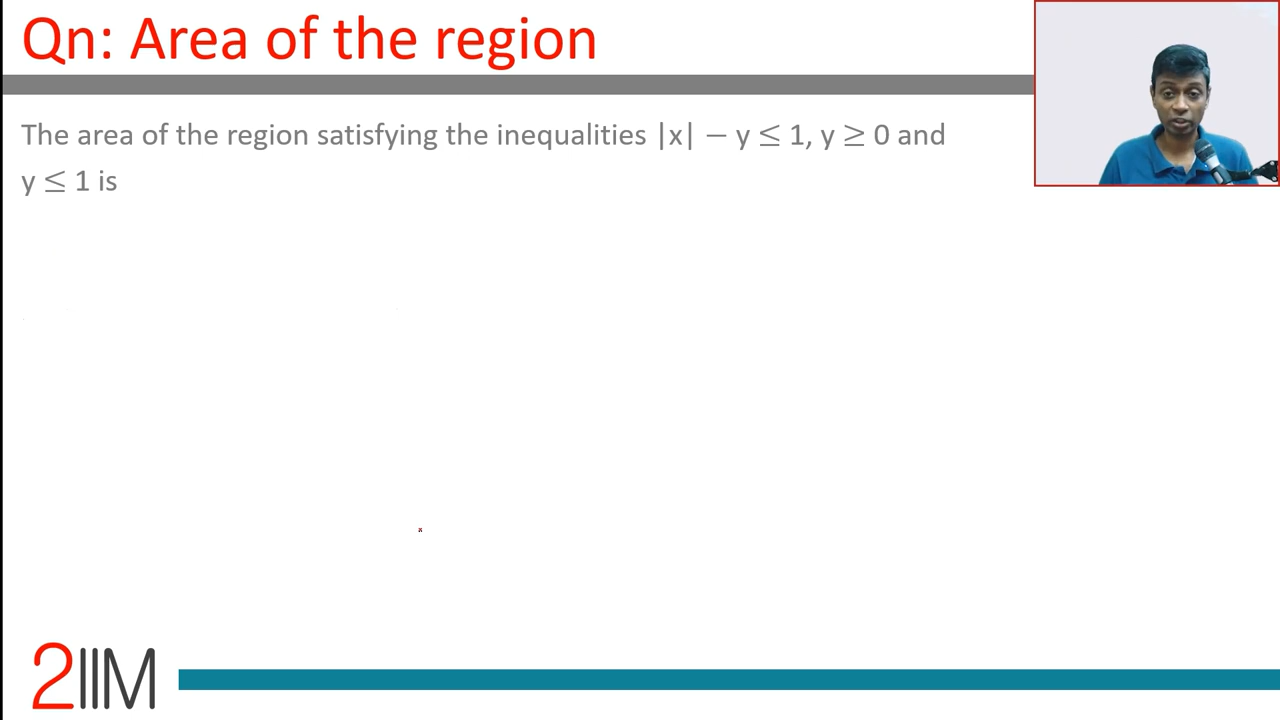 Qn: Area of the region
The area of the region satisfying the inequalities |x| − y ≤ 1, y ≥ 0 and
y ≤ 1 is
2IIM